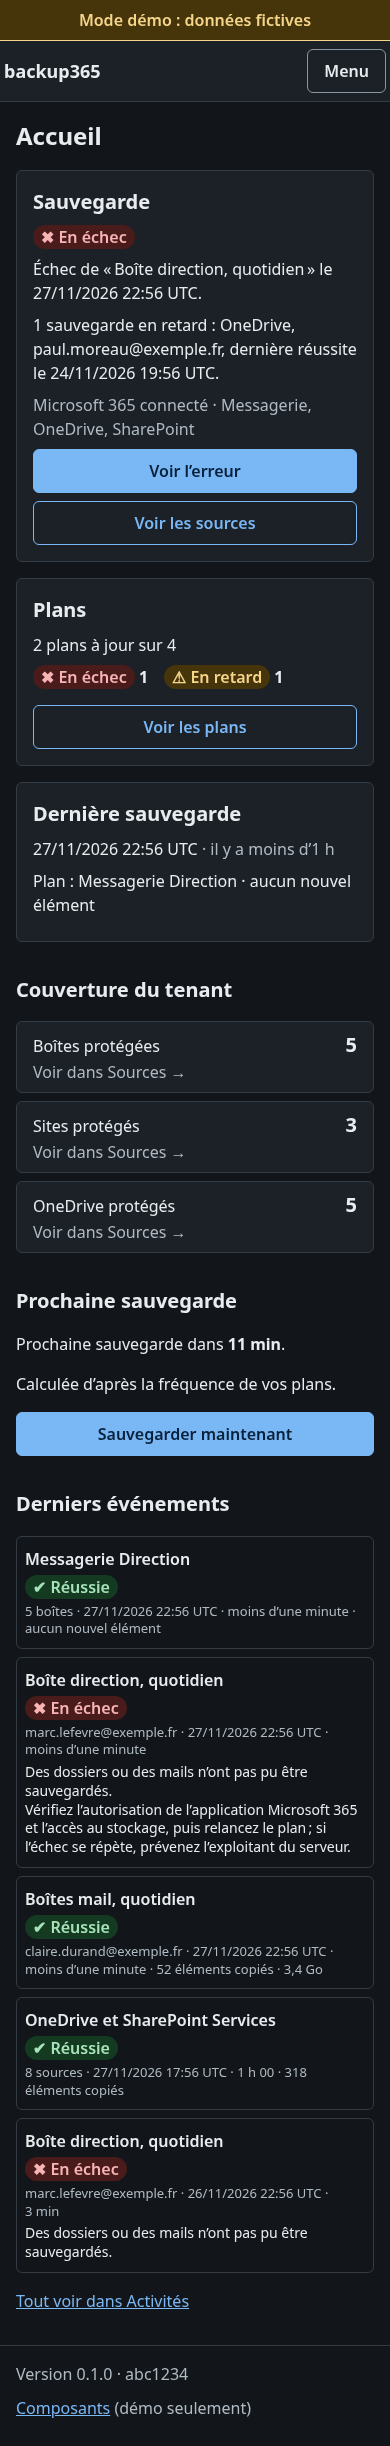 Mode démo : données fictives
backup365
Menu
Accueil
Sauvegarde
✖ En échec
Échec de « Boîte direction, quotidien » le
27/11/2026 22:56 UTC.
1 sauvegarde en retard : OneDrive,
paul.moreau@exemple.fr, dernière réussite
le 24/11/2026 19:56 UTC.
Microsoft 365 connecté · Messagerie,
OneDrive, SharePoint
Voir l’erreur
Voir les sources
Plans
2 plans à jour sur 4
✖ En échec 1 ⚠ En retard 1
Voir les plans
Dernière sauvegarde
27/11/2026 22:56 UTC · il y a moins d’1 h
Plan : Messagerie Direction · aucun nouvel
élément
Couverture du tenant
Boîtes protégées 5
Voir dans Sources →
Sites protégés 3
Voir dans Sources →
OneDrive protégés 5
Voir dans Sources →
Prochaine sauvegarde
Prochaine sauvegarde dans 11 min.
Calculée d’après la fréquence de vos plans.
Sauvegarder maintenant
Derniers événements
Messagerie Direction
✔ Réussie
5 boîtes · 27/11/2026 22:56 UTC · moins d’une minute ·
aucun nouvel élément
Boîte direction, quotidien
✖ En échec
marc.lefevre@exemple.fr · 27/11/2026 22:56 UTC ·
moins d’une minute
Des dossiers ou des mails n’ont pas pu être
sauvegardés.
Vérifiez l’autorisation de l’application Microsoft 365
et l’accès au stockage, puis relancez le plan ; si
l’échec se répète, prévenez l’exploitant du serveur.
Boîtes mail, quotidien
✔ Réussie
claire.durand@exemple.fr · 27/11/2026 22:56 UTC ·
moins d’une minute · 52 éléments copiés · 3,4 Go
OneDrive et SharePoint Services
✔ Réussie
8 sources · 27/11/2026 17:56 UTC · 1 h 00 · 318
éléments copiés
Boîte direction, quotidien
✖ En échec
marc.lefevre@exemple.fr · 26/11/2026 22:56 UTC ·
3 min
Des dossiers ou des mails n’ont pas pu être
sauvegardés.
Tout voir dans Activités
Version 0.1.0 · abc1234
Composants (démo seulement)